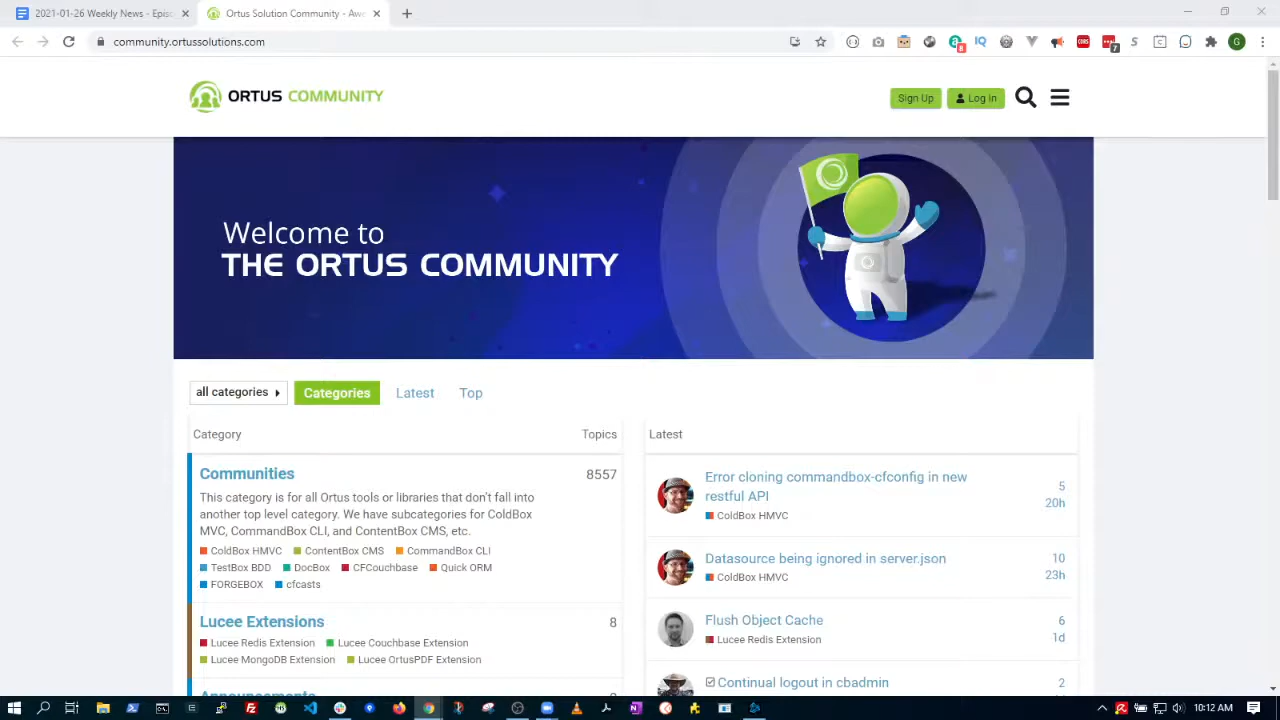 2021-01-26 Weekly News - Epis
Ortus Solution Community - Aw
community.ortussolutions.com
8
IQ
CORS
7
S
C
G
ORTUS COMMUNITY
Sign Up
Log In
Welcome to
THE ORTUS COMMUNITY
all categories
Categories
Latest
Top
Category
Topics
Communities
8557
This category is for all Ortus tools or libraries that don't fall into
another top level category. We have subcategories for ColdBox
MVC, CommandBox CLI, and ContentBox CMS, etc.
ColdBox HMVC
ContentBox CMS
CommandBox CLI
TestBox BDD
DocBox
CFCouchbase
Quick ORM
FORGEBOX
cfcasts
Lucee Extensions
8
Lucee Redis Extension
Lucee Couchbase Extension
Lucee MongoDB Extension
Lucee OrtusPDF Extension
Announcements
Latest
Error cloning commandbox-cfconfig in new
restful API
5
20h
ColdBox HMVC
Datasource being ignored in server.json
10
23h
ColdBox HMVC
Flush Object Cache
6
1d
Lucee Redis Extension
Continual logout in cbadmin
2
10:12 AM